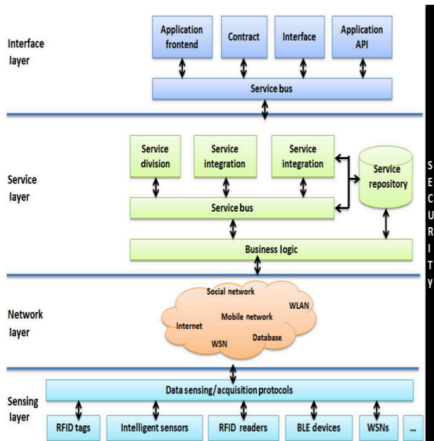 Interface
layer
Application
frontend
Contract
Interface
Application
API
Service bus
Service
layer
Service
division
Service
integration
Service
integration
Service
repository
Service bus
Business logic
Network
layer
Social network
WLAN
Mobile network
Internet
Database
WSN
Sensing
layer
Data sensing/acquisition protocols
RFID tags
Intelligent sensors
RFID readers
BLE devices
WSNs
...
S
E
C
U
R
I
T
y